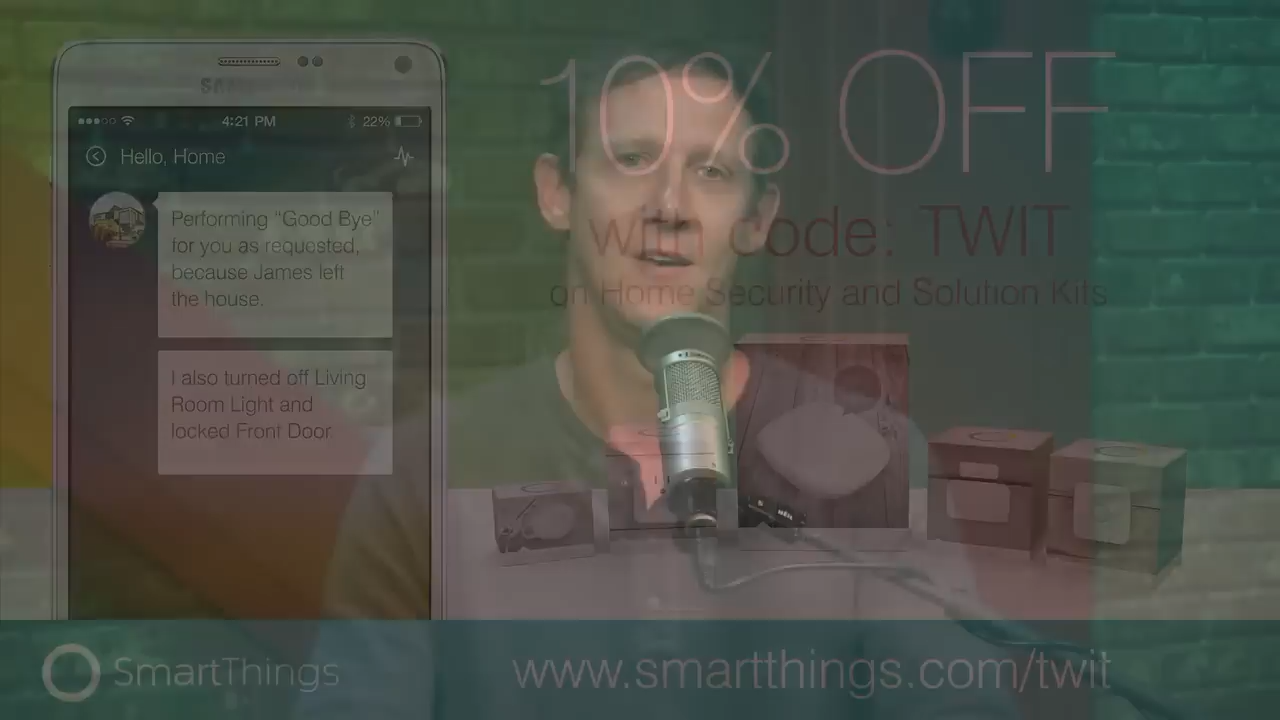 SAMSUNG
4:21 PM
22%
Hello, Home
Performing "Good Bye"
for you as requested,
because James left
the house.
I also turned off Living
Room Light and
locked Front Door.
10% OFF
with code: TWIT
on Home Security and Solution Kits
SmartThings
www.smartthings.com/twit